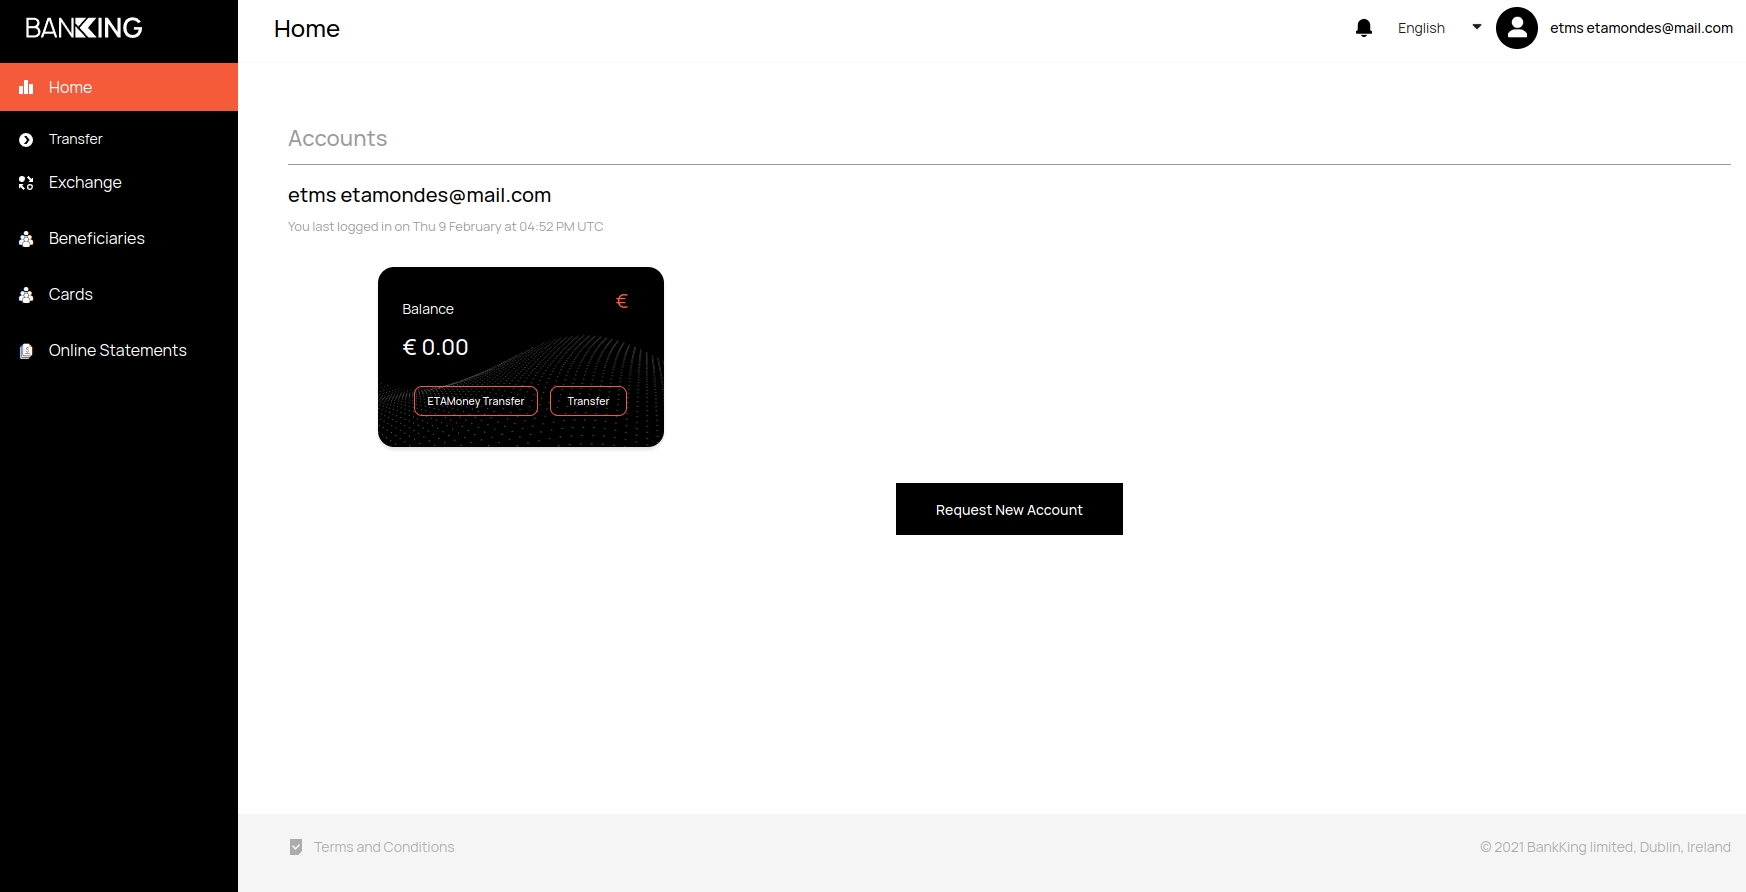 BANKKING
Home
English
etms etamondes@mail.com
Home
Transfer
Exchange
Beneficiaries
Cards
Online Statements
Accounts
etms etamondes@mail.com
You last logged in on Thu 9 February at 04:52 PM UTC
Balance
€
€ 0.00
ETAMoney Transfer
Transfer
Request New Account
Terms and Conditions
© 2021 BankKing limited, Dublin, Ireland